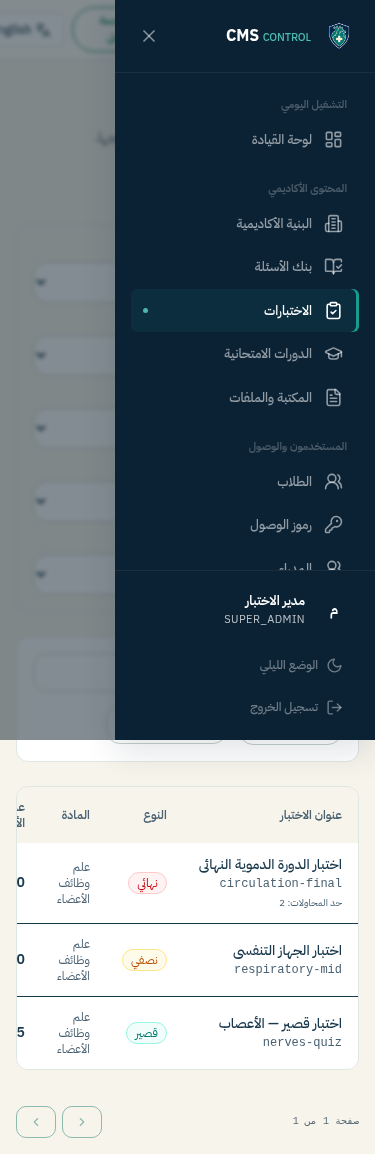 CMS CONTROL
التشغيل اليومي
لوحة القيادة
المحتوى الأكاديمي
البنية الأكاديمية
بنك الأسئلة
الاختبارات
الدورات الامتحانية
المكتبة والملفات
المستخدمون والوصول
الطلاب
رموز الوصول
م
مدير الاختبار
SUPER_ADMIN
الوضع الليلي
تسجيل الخروج
عنوان الاختبار النوع المادة
اختبار الدورة الدموية النهائي
circulation-final
حد المحاولات: 2
نهائي
علم
وظائف
الأعضاء
0
اختبار الجهاز التنفسي
respiratory-mid
نصفي
علم
وظائف
الأعضاء
0
اختبار قصير — الأعصاب
nerves-quiz
قصير
علم
وظائف
الأعضاء
5
صفحة 1 من 1